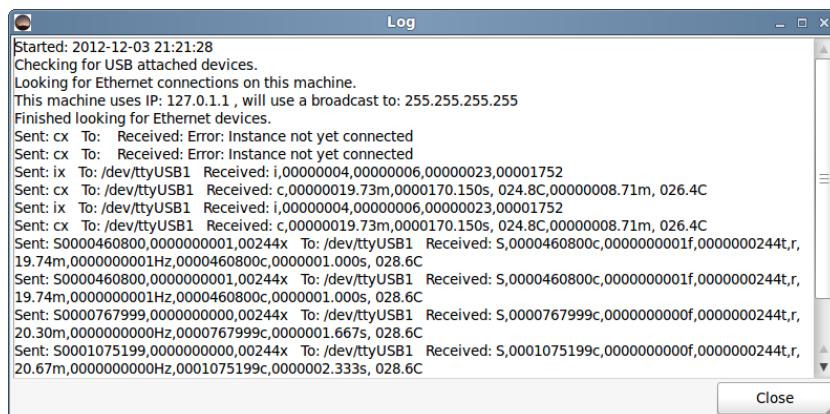 Log
Started: 2012-12-03 21:21:28
Checking for USB attached devices.
Looking for Ethernet connections on this machine.
This machine uses IP: 127.0.1.1 , will use a broadcast to: 255.255.255.255
Finished looking for Ethernet devices.
Sent: cx   To:    Received: Error: Instance not yet connected
Sent: cx   To:    Received: Error: Instance not yet connected
Sent: ix   To: /dev/ttyUSB1   Received: i,00000004,00000006,00000023,00001752
Sent: cx   To: /dev/ttyUSB1   Received: c,00000019.73m,0000170.150s, 024.8C,00000008.71m, 026.4C
Sent: ix   To: /dev/ttyUSB1   Received: i,00000004,00000006,00000023,00001752
Sent: cx   To: /dev/ttyUSB1   Received: c,00000019.73m,0000170.150s, 024.8C,00000008.71m, 026.4C
Sent: S0000460800,0000000001,00244x   To: /dev/ttyUSB1   Received: S,0000460800c,0000000001f,0000000244t,r,
19.74m,0000000001Hz,0000460800c,0000001.000s, 028.6C
Sent: S0000460800,0000000001,00244x   To: /dev/ttyUSB1   Received: S,0000460800c,0000000001f,0000000244t,r,
19.74m,0000000001Hz,0000460800c,0000001.000s, 028.6C
Sent: S0000767999,0000000000,00244x   To: /dev/ttyUSB1   Received: S,0000767999c,0000000000f,0000000244t,r,
20.30m,0000000000Hz,0000767999c,0000001.667s, 028.6C
Sent: S0001075199,0000000000,00244x   To: /dev/ttyUSB1   Received: S,0001075199c,0000000000f,0000000244t,r,
20.67m,0000000000Hz,0001075199c,0000002.333s, 028.6C
Close